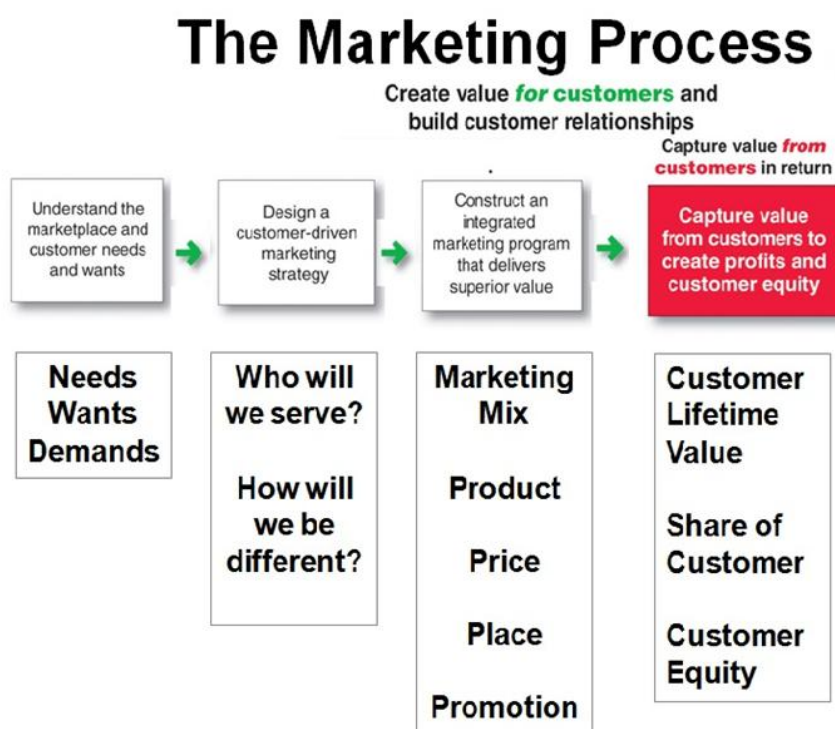 The Marketing Process
Create value for customers and
build customer relationships
Capture value from
customers in return
Understand the
marketplace and
customer needs
and wants
Design a
customer-driven
marketing
strategy
Construct an
integrated
marketing program
that delivers
superior value
Capture value
from customers to
create profits and
customer equity
Needs
Wants
Demands
Who will
we serve?
How will
we be
different?
Marketing
Mix
Product
Price
Place
Promotion
Customer
Lifetime
Value
Share of
Customer
Customer
Equity